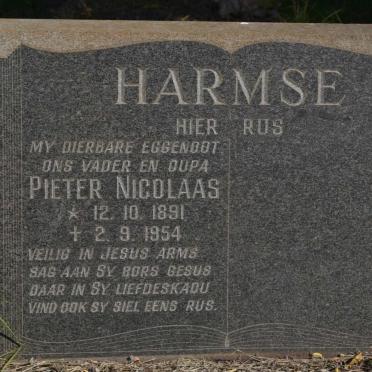 HARMSE
HIER RUS
MY DIERBARE EGGENOOT
ONS VADER EN OUPA
PIETER NICOLAAS
* 12. 10. 1891
✝ 2. 9. 1954
VEILIG IN JESUS ARMS
SAG AAN SY BORS GESUS
DAAR IN SY LIEFDESKADU
VIND OOK SY SIEL EENS RUS.